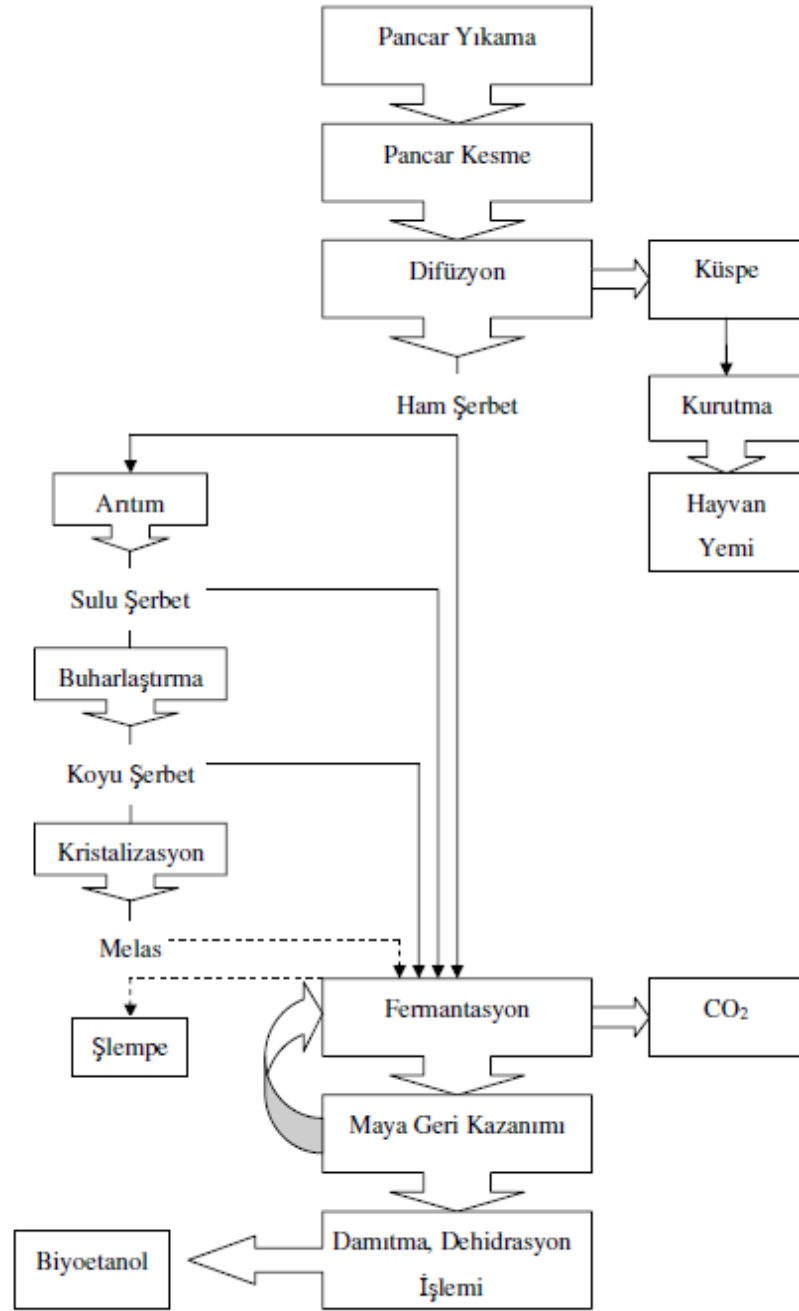 Pancar Yıkama
Pancar Kesme
Difüzyon
Küspe
Ham Şerbet
Kurutma
Arıtım
Hayvan
Yemi
Sulu Şerbet
Buharlaştırma
Koyu Şerbet
Kristalizasyon
Melas
Fermantasyon
CO₂
Şlempe
Maya Geri Kazanımı
Damıtma, Dehidrasyon
İşlemi
Biyoetanol